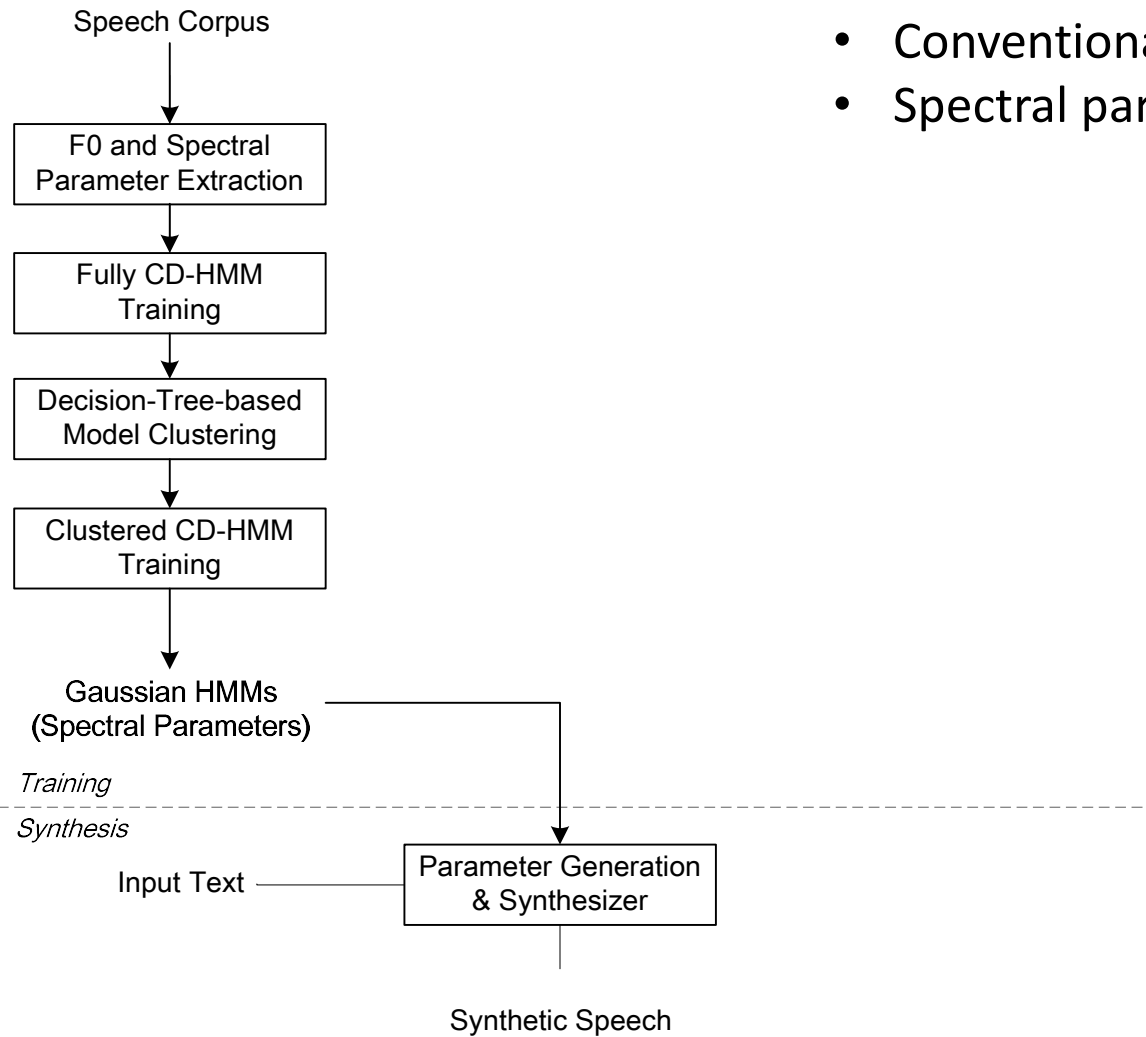 Speech Corpus
F0 and Spectral
Parameter Extraction
Fully CD-HMM
Training
Decision-Tree-based
Model Clustering
Clustered CD-HMM
Training
Gaussian HMMs
(Spectral Parameters)
Training
Synthesis
Input Text
Parameter Generation
& Synthesizer
Synthetic Speech
•
• Spectral